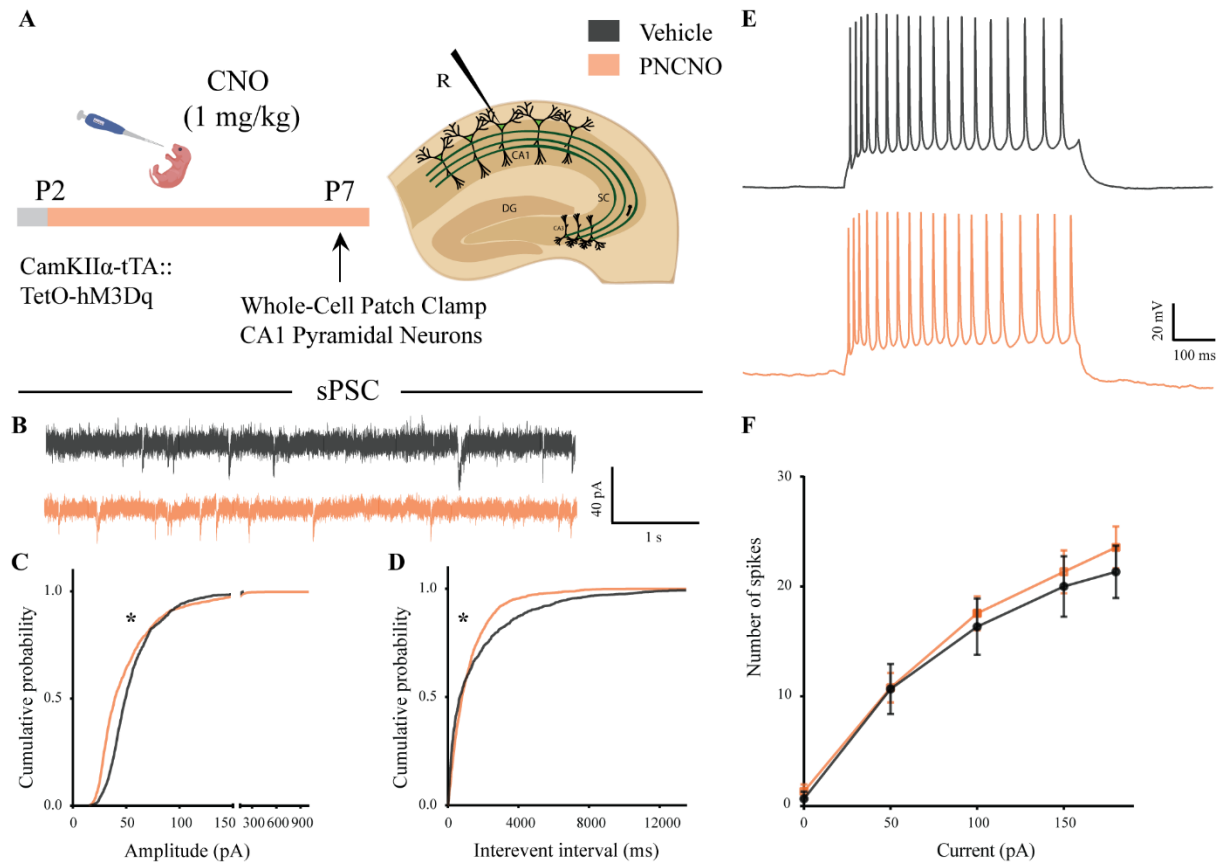 A
Vehicle
PNCNO
CNO
(1 mg/kg)
R
P2
P7
CA1
SC
DG
CA3
CamKIIα-tTA::
TetO-hM3Dq
Whole-Cell Patch Clamp
CA1 Pyramidal Neurons
sPSC
B
40 pA
1 s
C
*
1.0
0.5
0.0
Cumulative probability
0 50 100 150 300 600 900
Amplitude (pA)
D
*
1.0
0.5
0.0
Cumulative probability
0 4000 8000 12000
Interevent interval (ms)
E
20 mV
100 ms
F
30
20
10
0
Number of spikes
0 50 100 150
Current (pA)